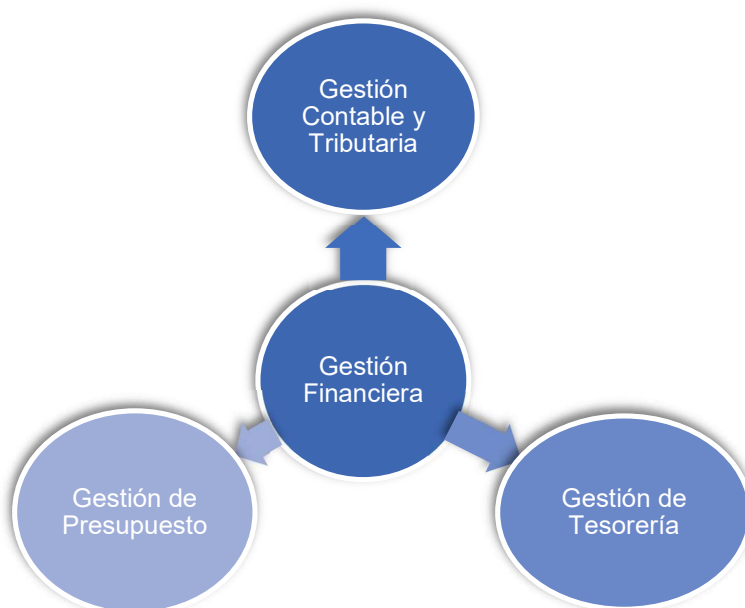 Gestión
Contable y
Tributaria
Gestión
Financiera
Gestión de
Presupuesto
Gestión de
Tesorería